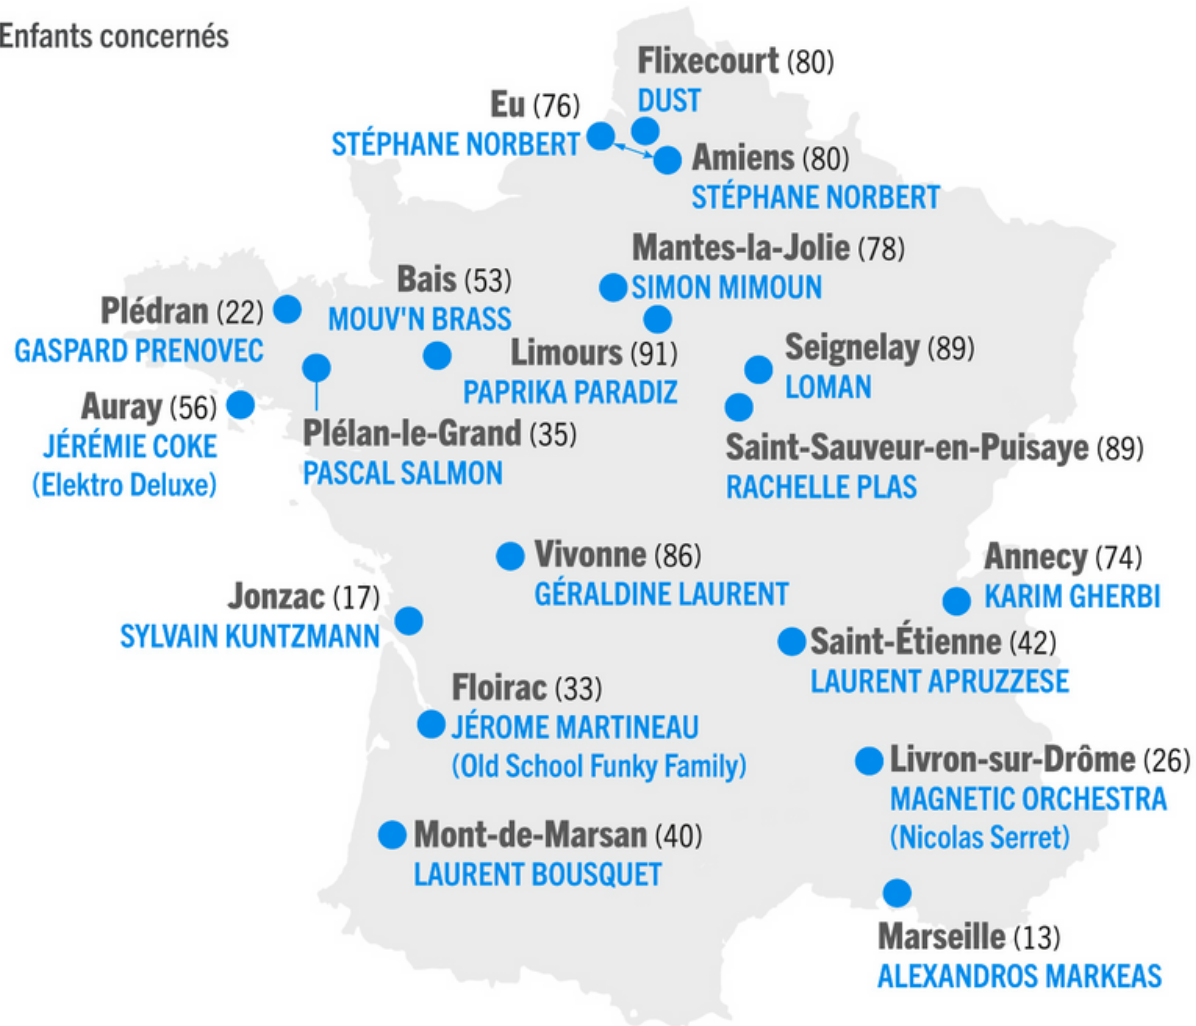 Enfants concernés
Flixecourt (80)
DUST
Eu (76)
STÉPHANE NORBERT
Amiens (80)
STÉPHANE NORBERT
Mantes-la-Jolie (78)
SIMON MIMOUN
Bais (53)
MOUV'N BRASS
Plédran (22)
GASPARD PRENOVEC
Limours (91)
PAPRIKA PARADIZ
Seignelay (89)
LOMAN
Auray (56)
JÉRÉMIE COKE
(Elektro Deluxe)
Plélan-le-Grand (35)
PASCAL SALMON
Saint-Sauveur-en-Puisaye (89)
RACHELLE PLAS
Vivonne (86)
GÉRALDINE LAURENT
Annecy (74)
KARIM GHERBI
Jonzac (17)
SYLVAIN KUNTZMANN
Saint-Étienne (42)
LAURENT APRUZZESE
Floirac (33)
JÉROME MARTINEAU
(Old School Funky Family)
Livron-sur-Drôme (26)
MAGNETIC ORCHESTRA
(Nicolas Serret)
Mont-de-Marsan (40)
LAURENT BOUSQUET
Marseille (13)
ALEXANDROS MARKEAS